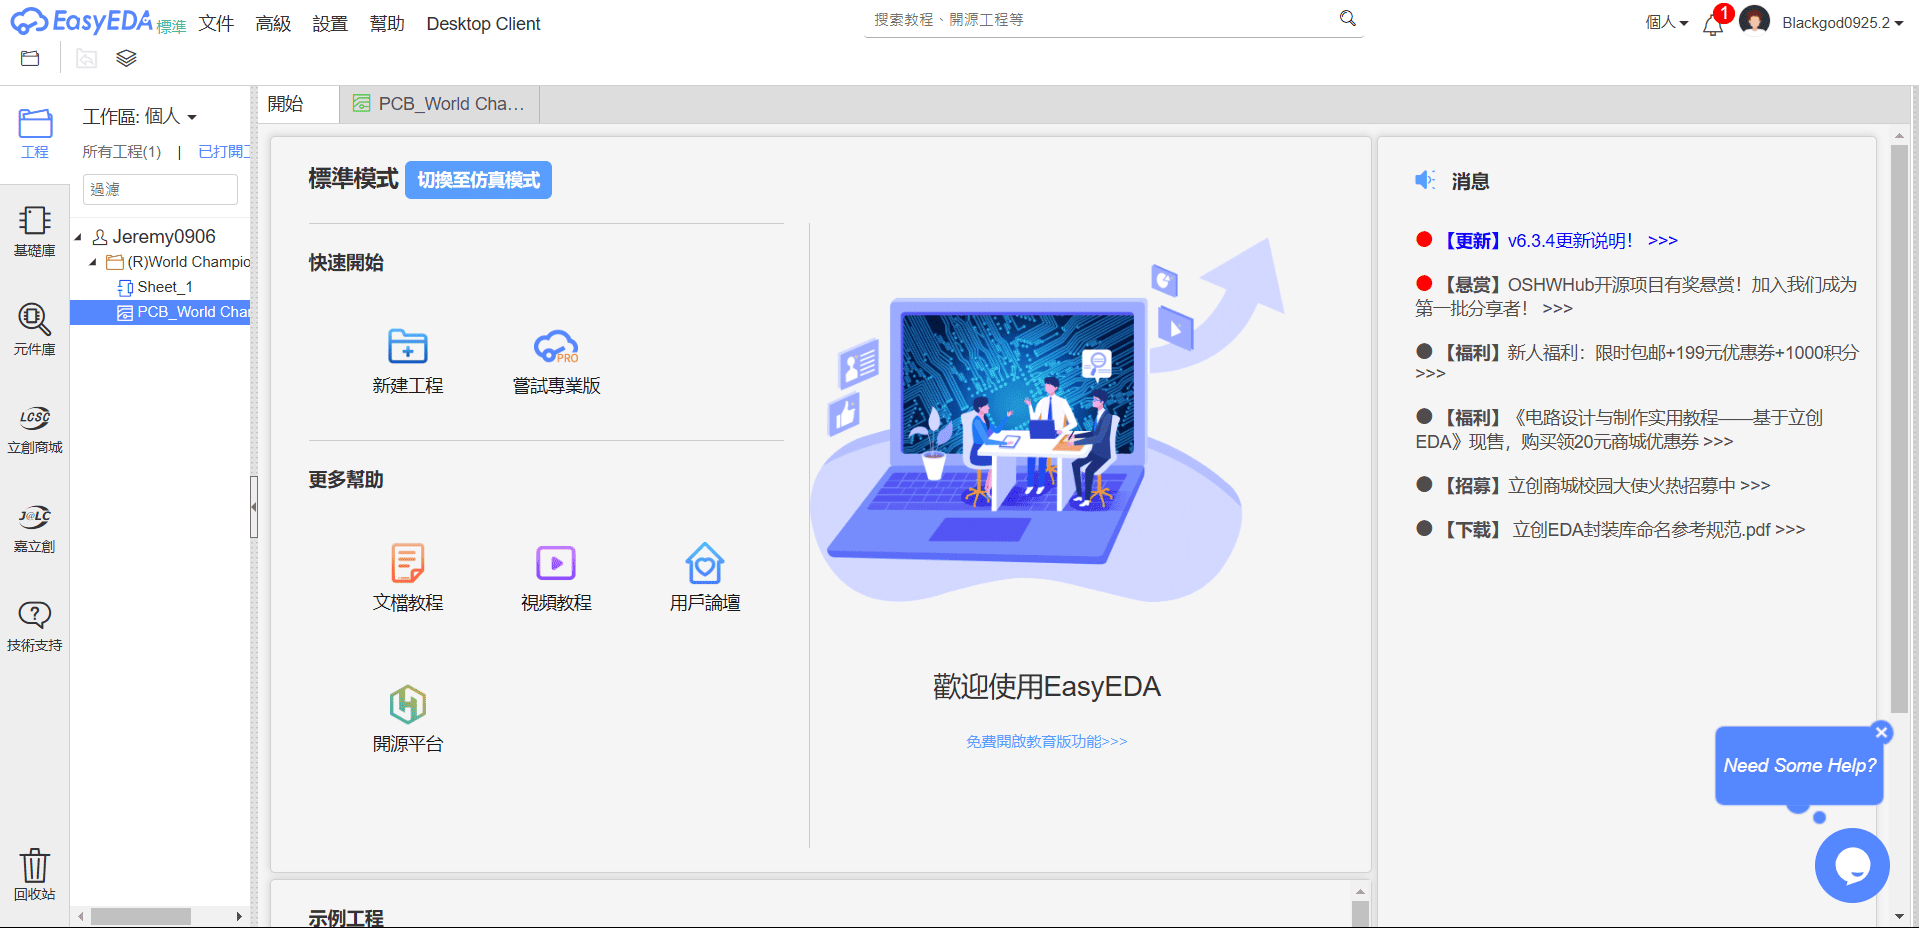 EasyEDA 標準 文件 高級 設置 幫助 Desktop Client 搜索教程、開源工程等 個人 1 Blackgod0925.2
工程
基礎庫
元件庫
LCSC
立創商城
J@LC
嘉立創
技術支持
回收站
工作區: 個人
所有工程(1) | 已打開工
過濾
Jeremy0906
(R)World Champio
Sheet_1
PCB_World Cha
開始 PCB_World Cha...
標準模式 切換至仿真模式
快速開始
PRO
新建工程 嘗試專業版
更多幫助
文檔教程 視頻教程 用戶論壇
開源平台
歡迎使用EasyEDA
免費開啟教育版功能>>>
示例工程
消息
【更新】v6.3.4更新说明！ >>>
【悬赏】OSHWHub开源项目有奖悬赏！加入我们成为
第一批分享者！ >>>
【福利】新人福利：限时包邮+199元优惠券+1000积分
>>>
【福利】《电路设计与制作实用教程——基于立创
EDA》现售，购买领20元商城优惠券 >>>
【招募】立创商城校园大使火热招募中 >>>
【下载】 立创EDA封装库命名参考规范.pdf >>>
Need Some Help?